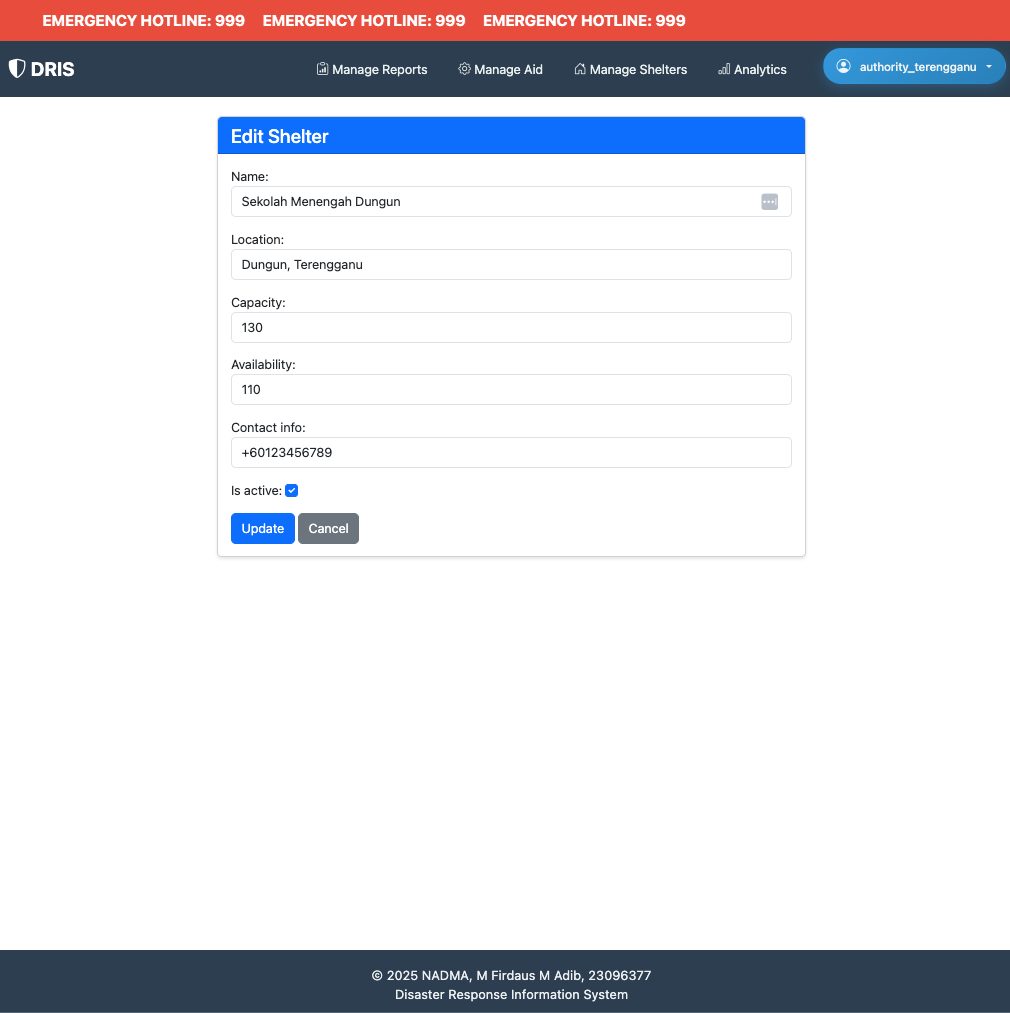 EMERGENCY HOTLINE: 999 EMERGENCY HOTLINE: 999 EMERGENCY HOTLINE: 999
DRIS Manage Reports Manage Aid Manage Shelters Analytics authority_terengganu
Edit Shelter
Name:
Sekolah Menengah Dungun
Location:
Dungun, Terengganu
Capacity:
130
Availability:
110
Contact info:
+60123456789
Is active:
Update Cancel
© 2025 NADMA, M Firdaus M Adib, 23096377
Disaster Response Information System